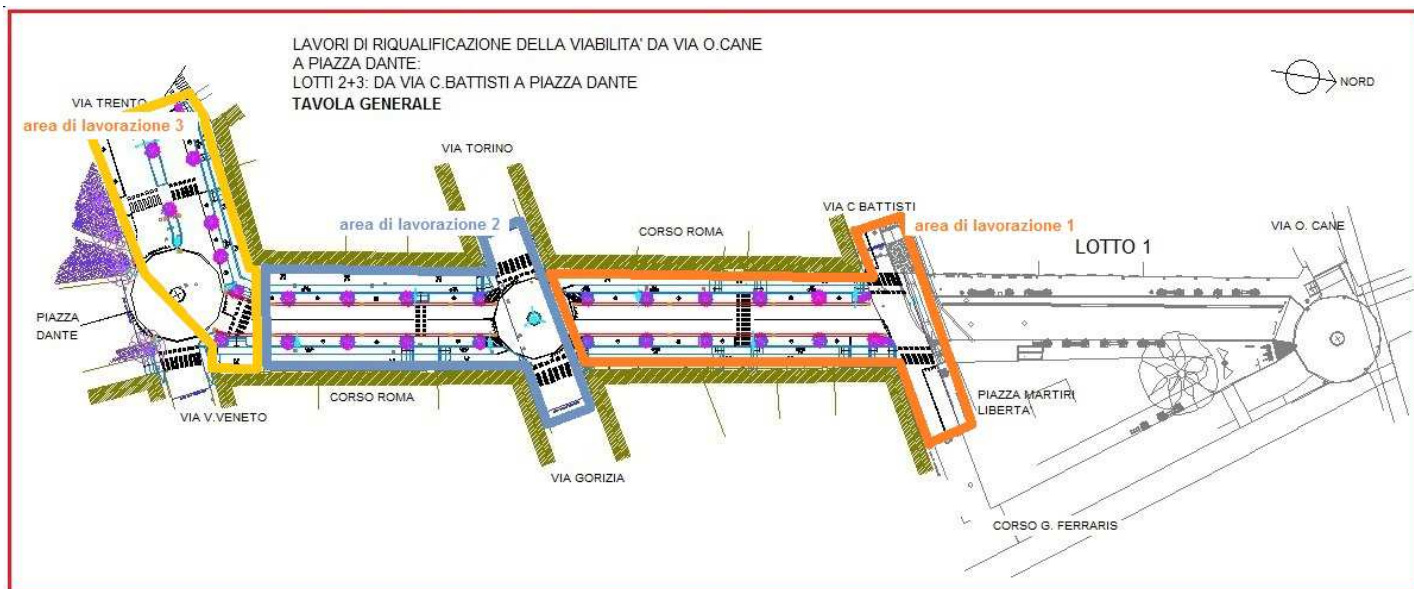 LAVORI DI RIQUALIFICAZIONE DELLA VIABILITA' DA VIA O.CANE
A PIAZZA DANTE:
LOTTI 2+3: DA VIA C.BATTISTI A PIAZZA DANTE
TAVOLA GENERALE
NORD
VIA TRENTO
area di lavorazione 3
VIA TORINO
area di lavorazione 2
VIA C BATTISTI
area di lavorazione 1
CORSO ROMA
LOTTO 1
VIA O. CANE
PIAZZA
DANTE
VIA V.VENETO
CORSO ROMA
PIAZZA MARTIRI
LIBERTA'
VIA GORIZIA
CORSO G. FERRARIS